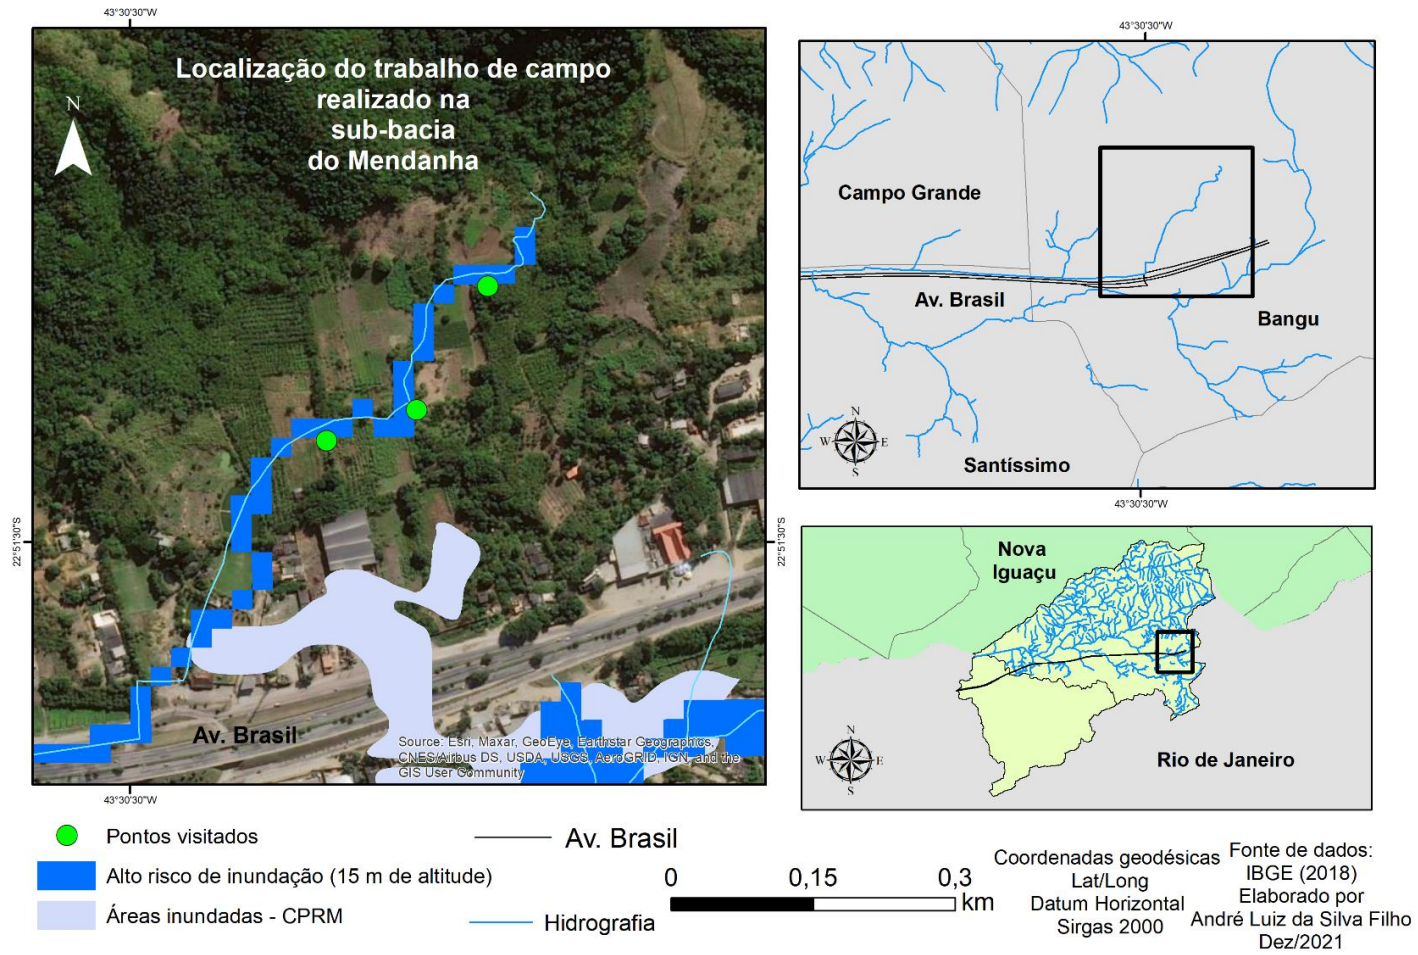 43°30'30"W
Localização do trabalho de campo
realizado na
sub-bacia
do Mendanha
N
22°51'30"S
22°51'30"S
Av. Brasil
Source: Esri, Maxar, GeoEye, Earthstar Geographics,
CNES/Airbus DS, USDA, USGS, AeroGRID, IGN, and the
GIS User Community
43°30'30"W
43°30'30"W
Campo Grande
Av. Brasil
Bangu
Santíssimo
N
W
E
S
43°30'30"W
Nova
Iguaçu
Rio de Janeiro
N
W
E
S
Pontos visitados
Alto risco de inundação (15 m de altitude)
Áreas inundadas - CPRM
Av. Brasil
Hidrografia
0 0,15 0,3
km
Coordenadas geodésicas
Lat/Long
Datum Horizontal
Sirgas 2000
Fonte de dados:
IBGE (2018)
Elaborado por
André Luiz da Silva Filho
Dez/2021